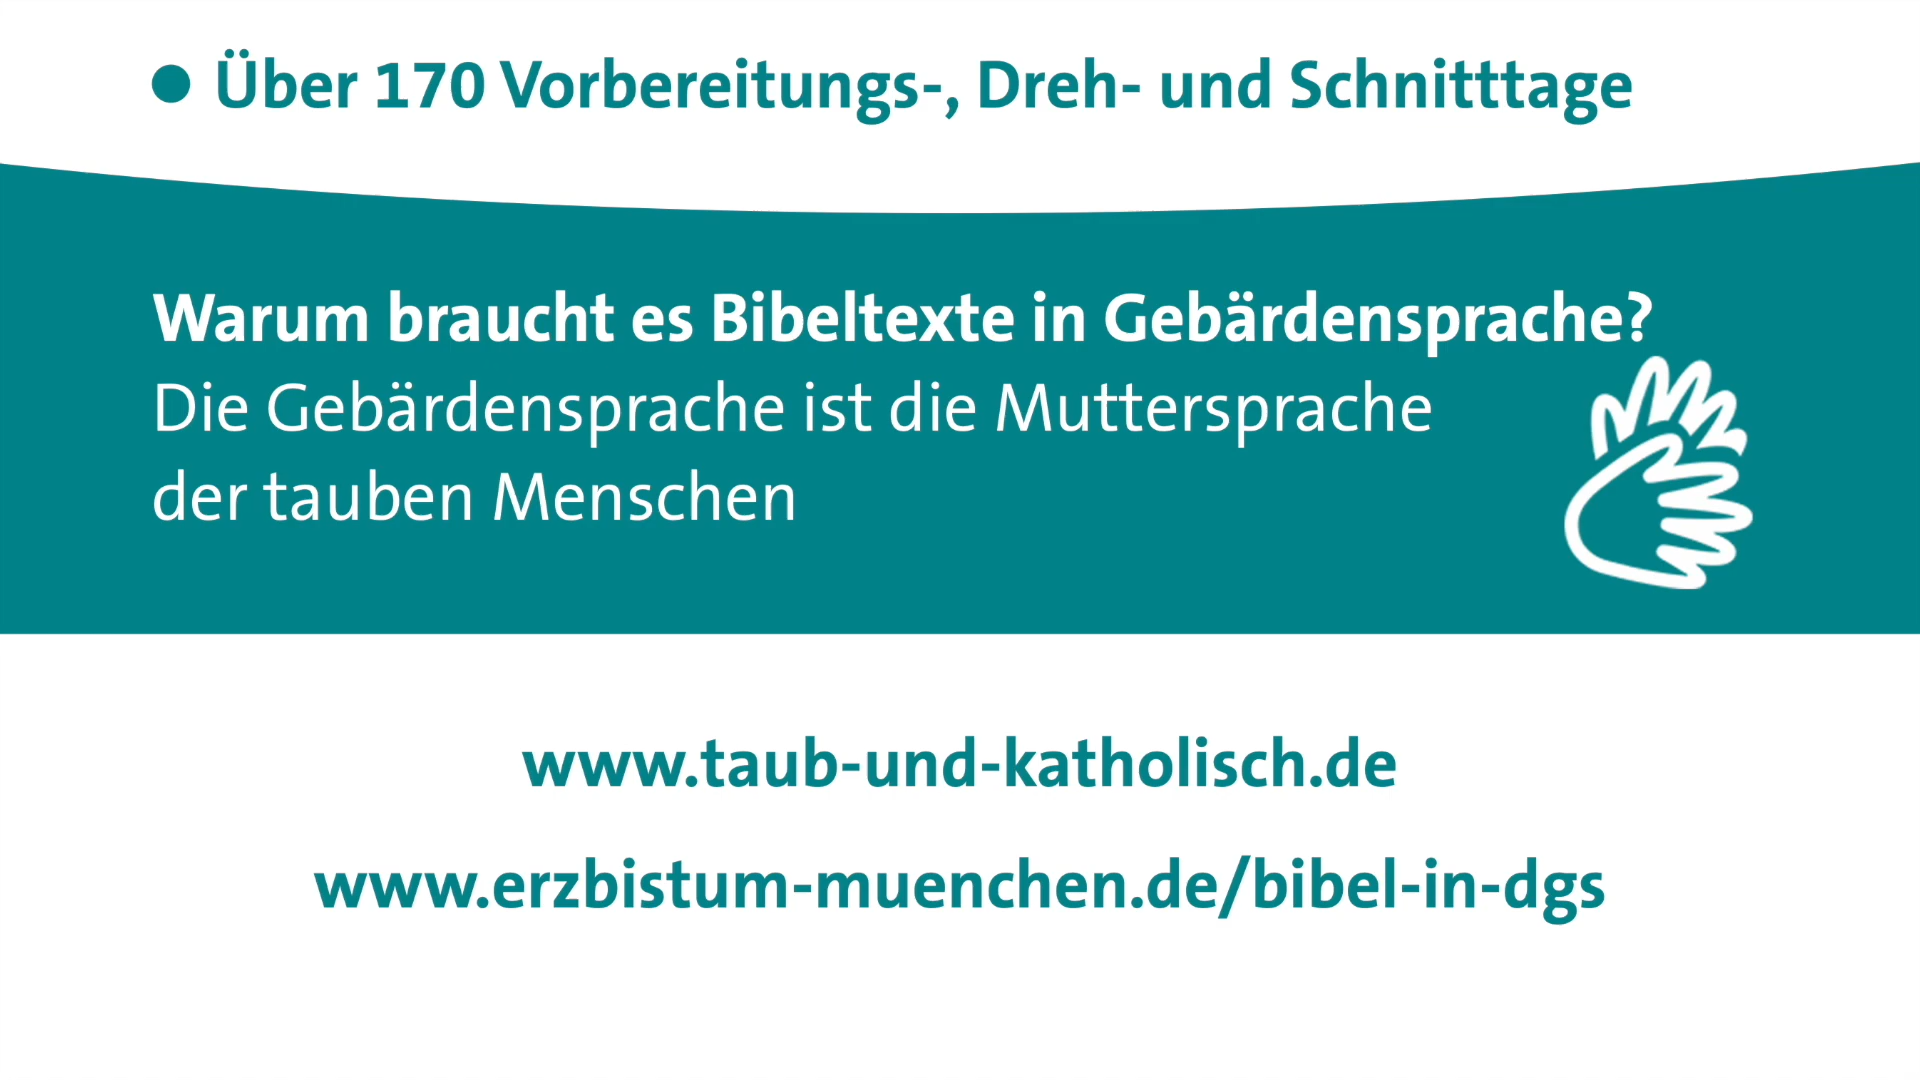 ● Über 170 Vorbereitungs-, Dreh- und Schnitttage
Warum braucht es Bibeltexte in Gebärdensprache?
Die Gebärdensprache ist die Muttersprache
der tauben Menschen
www.taub-und-katholisch.de
www.erzbistum-muenchen.de/bibel-in-dgs